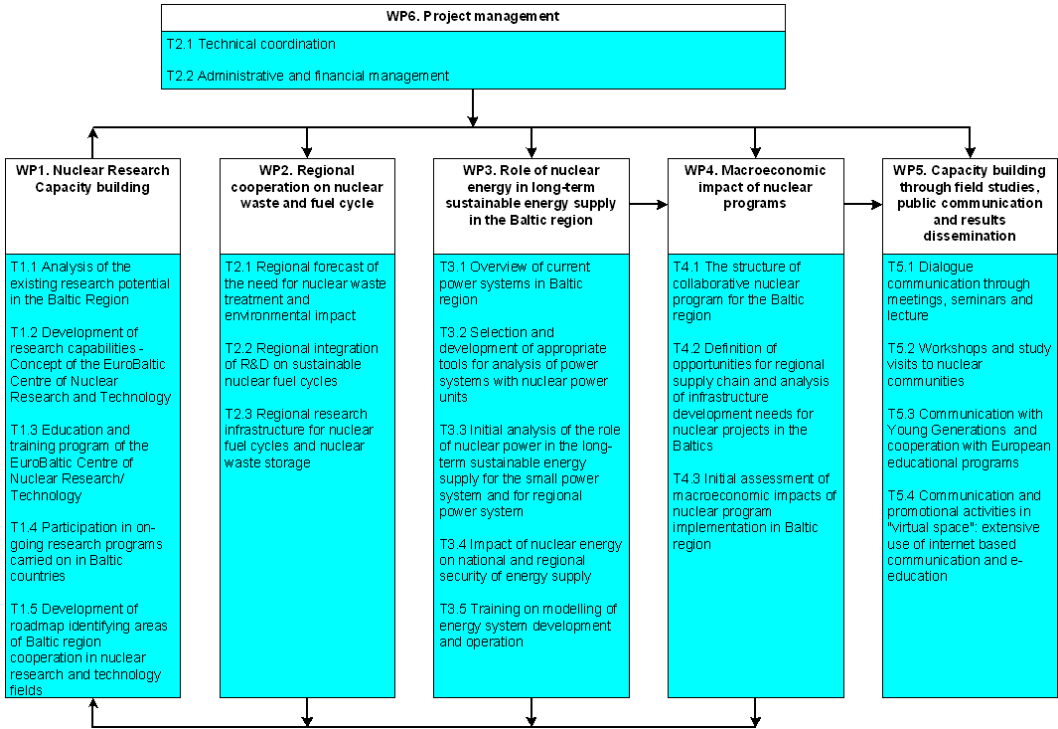 WP6. Project management
T2.1 Technical coordination
T2.2 Administrative and financial management
WP1. Nuclear Research
Capacity building
T1.1 Analysis of the
existing research potential
in the Baltic Region
T1.2 Development of
research capabilities -
Concept of the EuroBaltic
Centre of Nuclear
Research and Technology
T1.3 Education and
training program of the
EuroBaltic Centre of
Nuclear Research/
Technology
T1.4 Participation in on-
going research programs
carried on in Baltic
countries
T1.5 Development of
roadmap identifying areas
of Baltic region
cooperation in nuclear
research and technology
fields
WP2. Regional
cooperation on nuclear
waste and fuel cycle
T2.1 Regional forecast of
the need for nuclear waste
treatment and
environmental impact
T2.2 Regional integration
of R&D on sustainable
nuclear fuel cycles
T2.3 Regional research
infrastructure for nuclear
fuel cycles and nuclear
waste storage
WP3. Role of nuclear
energy in long-term
sustainable energy supply
in the Baltic region
T3.1 Overview of current
power systems in Baltic
region
T3.2 Selection and
development of appropriate
tools for analysis of power
systems with nuclear power
units
T3.3 Initial analysis of the role
of nuclear power in the long-
term sustainable energy
supply for the small power
system and for regional
power system
T3.4 Impact of nuclear energy
on national and regional
security of energy supply
T3.5 Training on modelling of
energy system development
and operation
WP4. Macroeconomic
impact of nuclear
programs
T4.1 The structure of
collaborative nuclear
program for the Baltic
region
T4.2 Definition of
opportunities for regional
supply chain and analysis
of infrastructure
development needs for
nuclear projects in the
Baltics
T4.3 Initial assessment of
macroeconomic impacts of
nuclear program
implementation in Baltic
region
WP5. Capacity building
through field studies,
public communication
and results
dissemination
T5.1 Dialogue
communication through
meetings, seminars and
lecture
T5.2 Workshops and study
visits to nuclear
communities
T5.3 Communication with
Young Generations and
cooperation with European
educational programs
T5.4 Communication and
promotional activities in
"virtual space": extensive
use of internet based
communication and e-
education